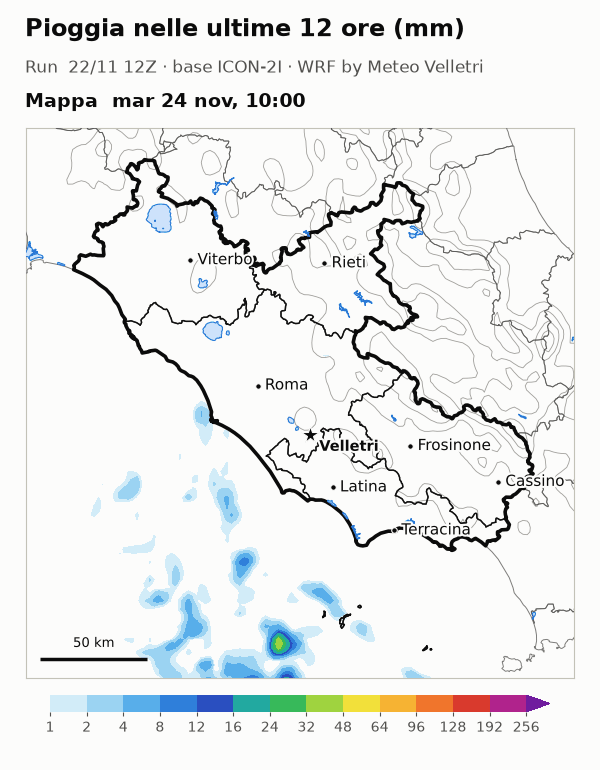 Pioggia nelle ultime 12 ore (mm)
Run  22/11 12Z · base ICON-2I · WRF by Meteo Velletri
Mappa  mar 24 nov, 10:00
Viterbo
Rieti
Roma
Velletri
Frosinone
Latina
Cassino
Terracina
50 km
1 2 4 8 12 16 24 32 48 64 96 128 192 256